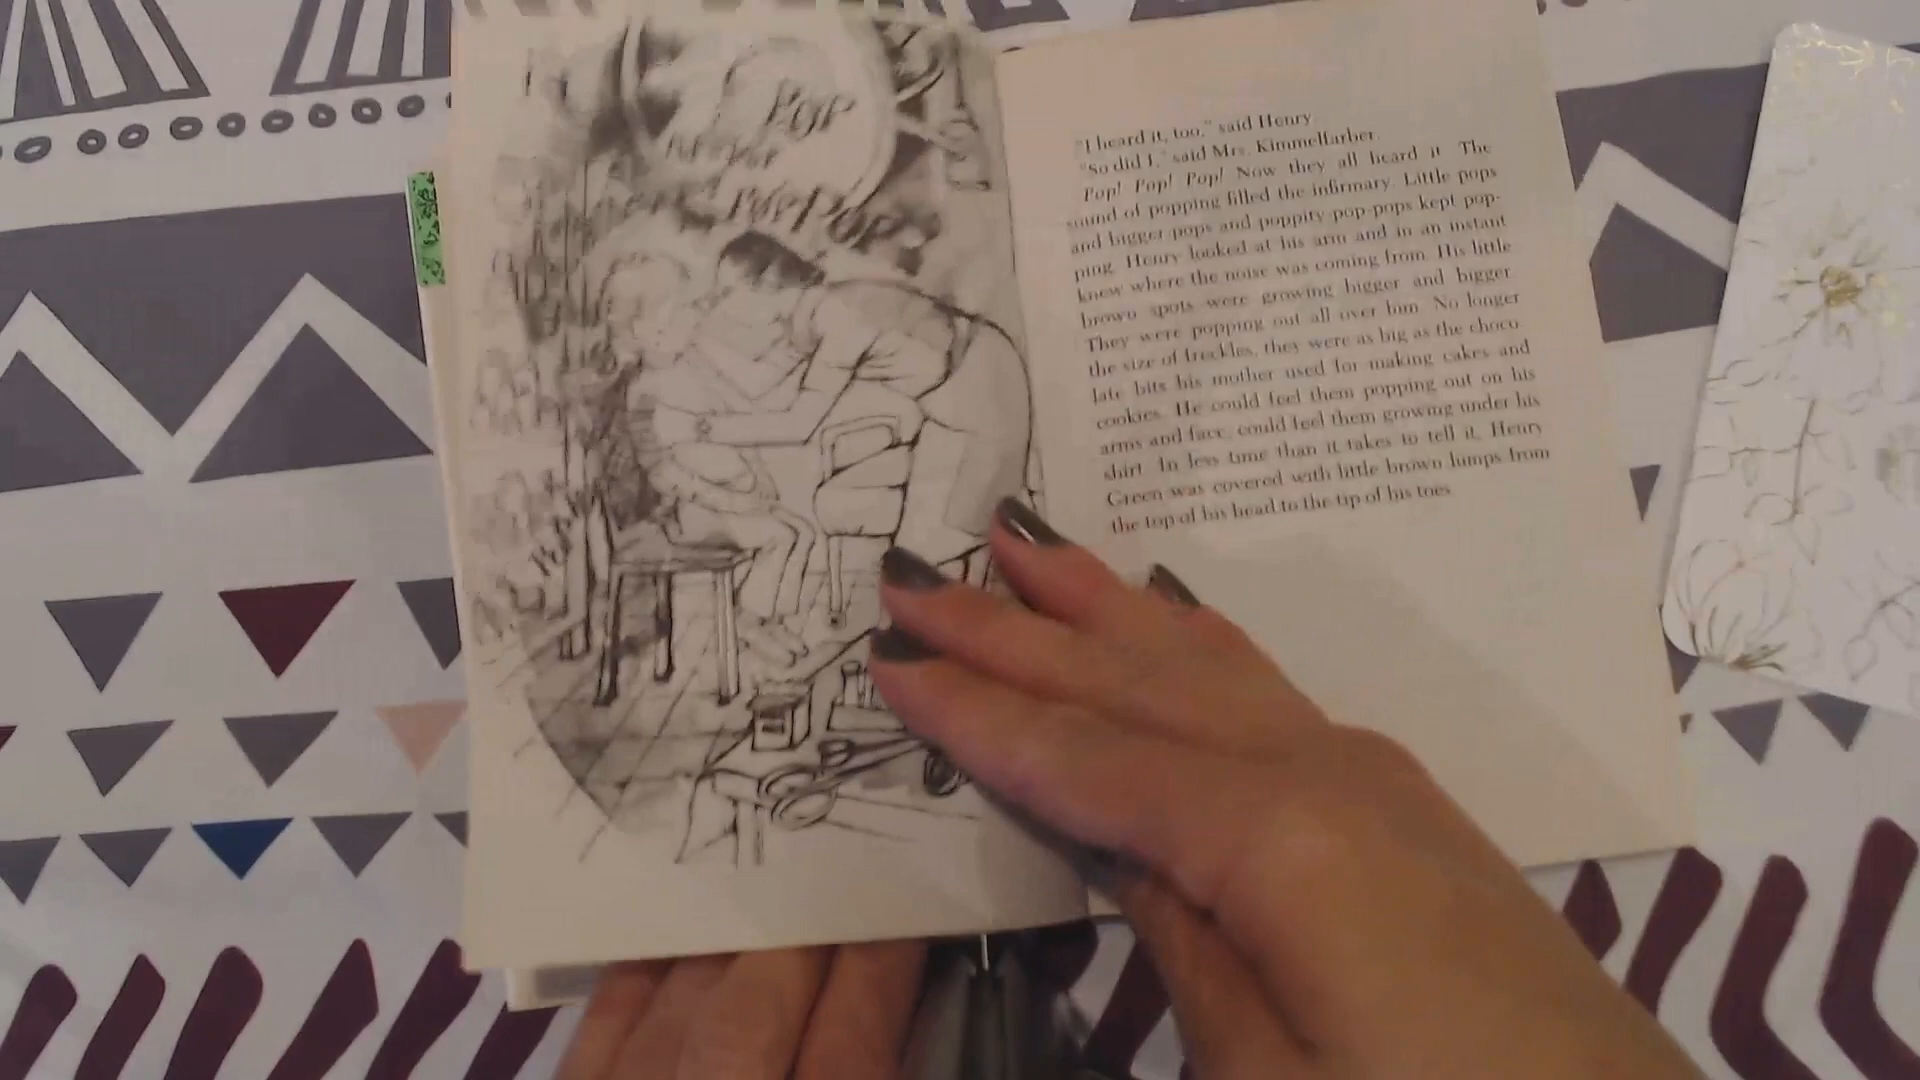 POP
POP POP
"I heard it, too," said Henry.
"So did I," said Mrs. Kimmelfarber.
Pop! Pop! Pop! Now they all heard it. The
sound of popping filled the infirmary. Little pops
and bigger pops and poppity-pop-pops kept pop-
ping. Henry looked at his arm and in an instant
knew where the noise was coming from. His little
brown spots were growing bigger and bigger.
They were popping out all over him. No longer
the size of freckles, they were as big as the choco-
late bits his mother used for making cakes and
cookies. He could feel them popping out on his
arms and face, could feel them growing under his
shirt. In less time than it takes to tell it, Henry
Green was covered with little brown lumps from
the top of his head to the tip of his toes.